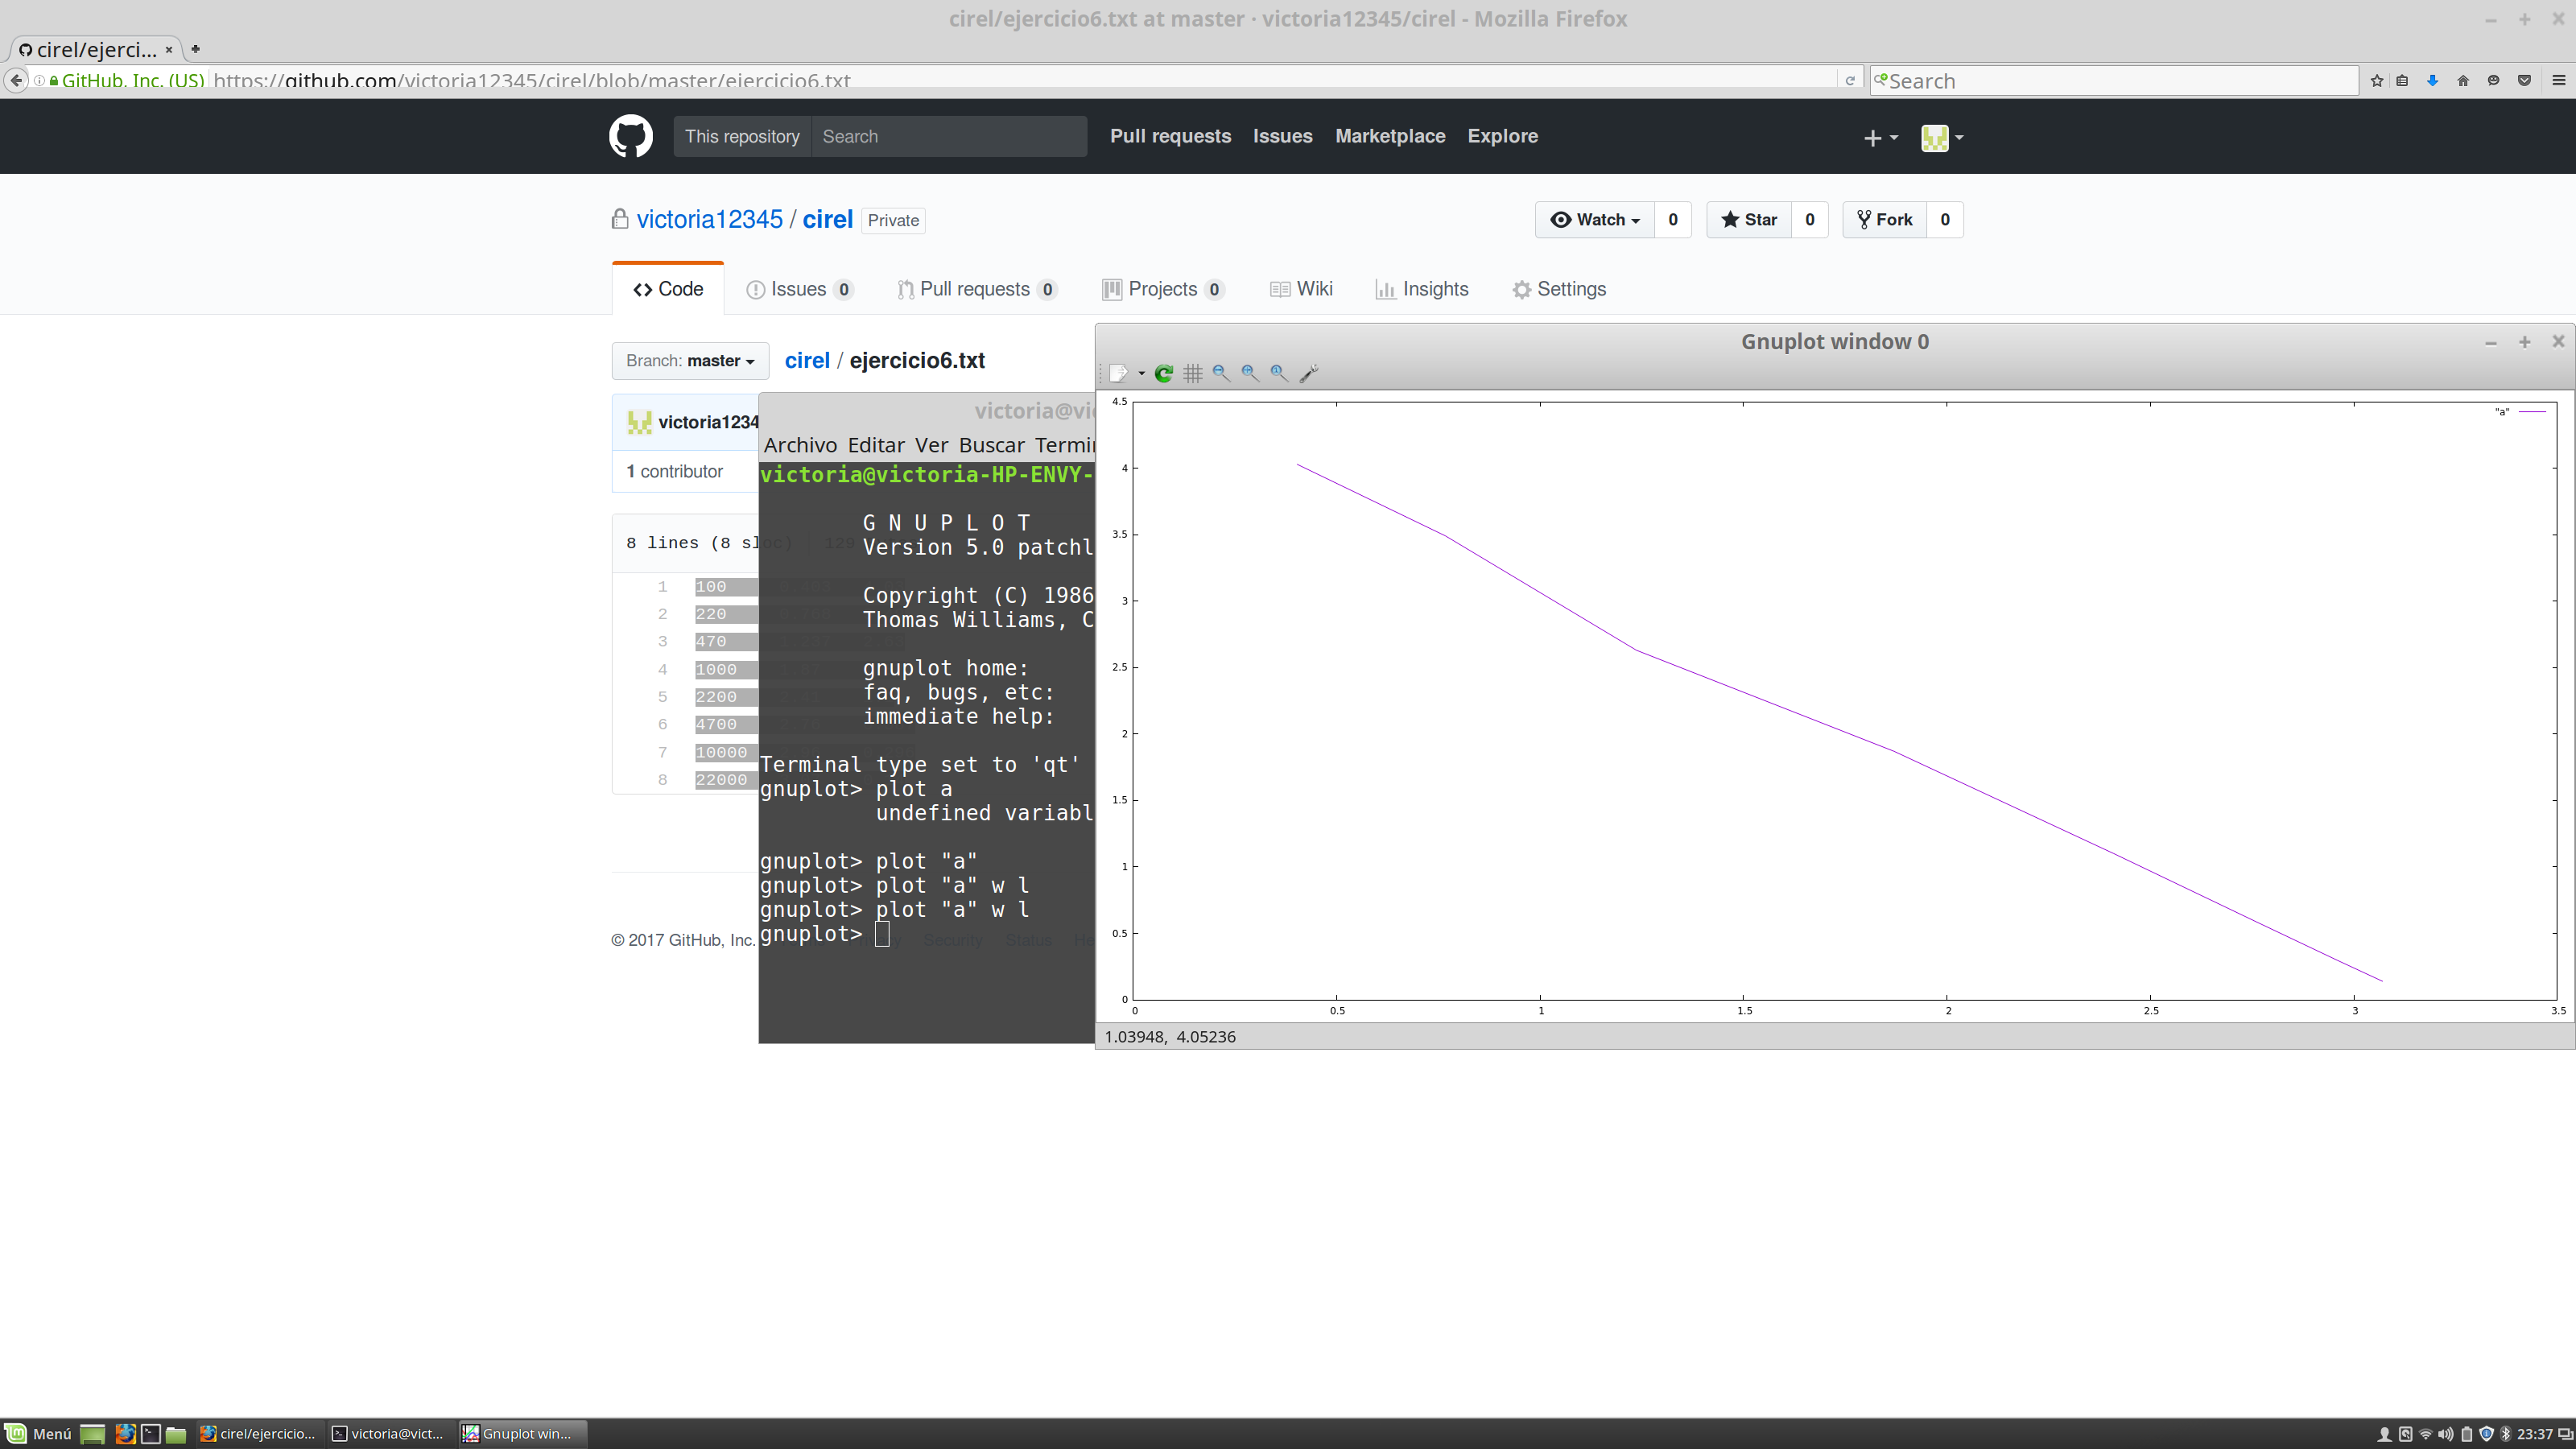 cirel/ejercicio6.txt at master · victoria12345/cirel - Mozilla Firefox
cirel/ejerci...
GitHub, Inc. (US) https://github.com/victoria12345/cirel/blob/master/ejercicio6.txt
Search
This repository Search Pull requests Issues Marketplace Explore
victoria12345 / cirel Private
Watch 0 Star 0 Fork 0
Code Issues 0 Pull requests 0 Projects 0 Wiki Insights Settings
Branch: master cirel / ejercicio6.txt
victoria1234
1 contributor
8 lines (8 sloc) 129
1 100
2 220
3 470
4 1000
5 2200
6 4700
7 10000
8 22000
© 2017 GitHub, Inc. Security Status He
victoria@vi
Archivo Editar Ver Buscar Termi
victoria@victoria-HP-ENVY-
G N U P L O T
Version 5.0 patchl
Copyright (C) 1986
Thomas Williams, C
gnuplot home:
faq, bugs, etc:
immediate help:
Terminal type set to 'qt'
gnuplot> plot a
undefined variabl
gnuplot> plot "a"
gnuplot> plot "a" w l
gnuplot> plot "a" w l
gnuplot>
Gnuplot window 0
"a"
4.5
4
3.5
3
2.5
2
1.5
1
0.5
0
0 0.5 1 1.5 2 2.5 3 3.5
1.03948, 4.05236
Menú cirel/ejercicio... victoria@vict... Gnuplot win... 23:37